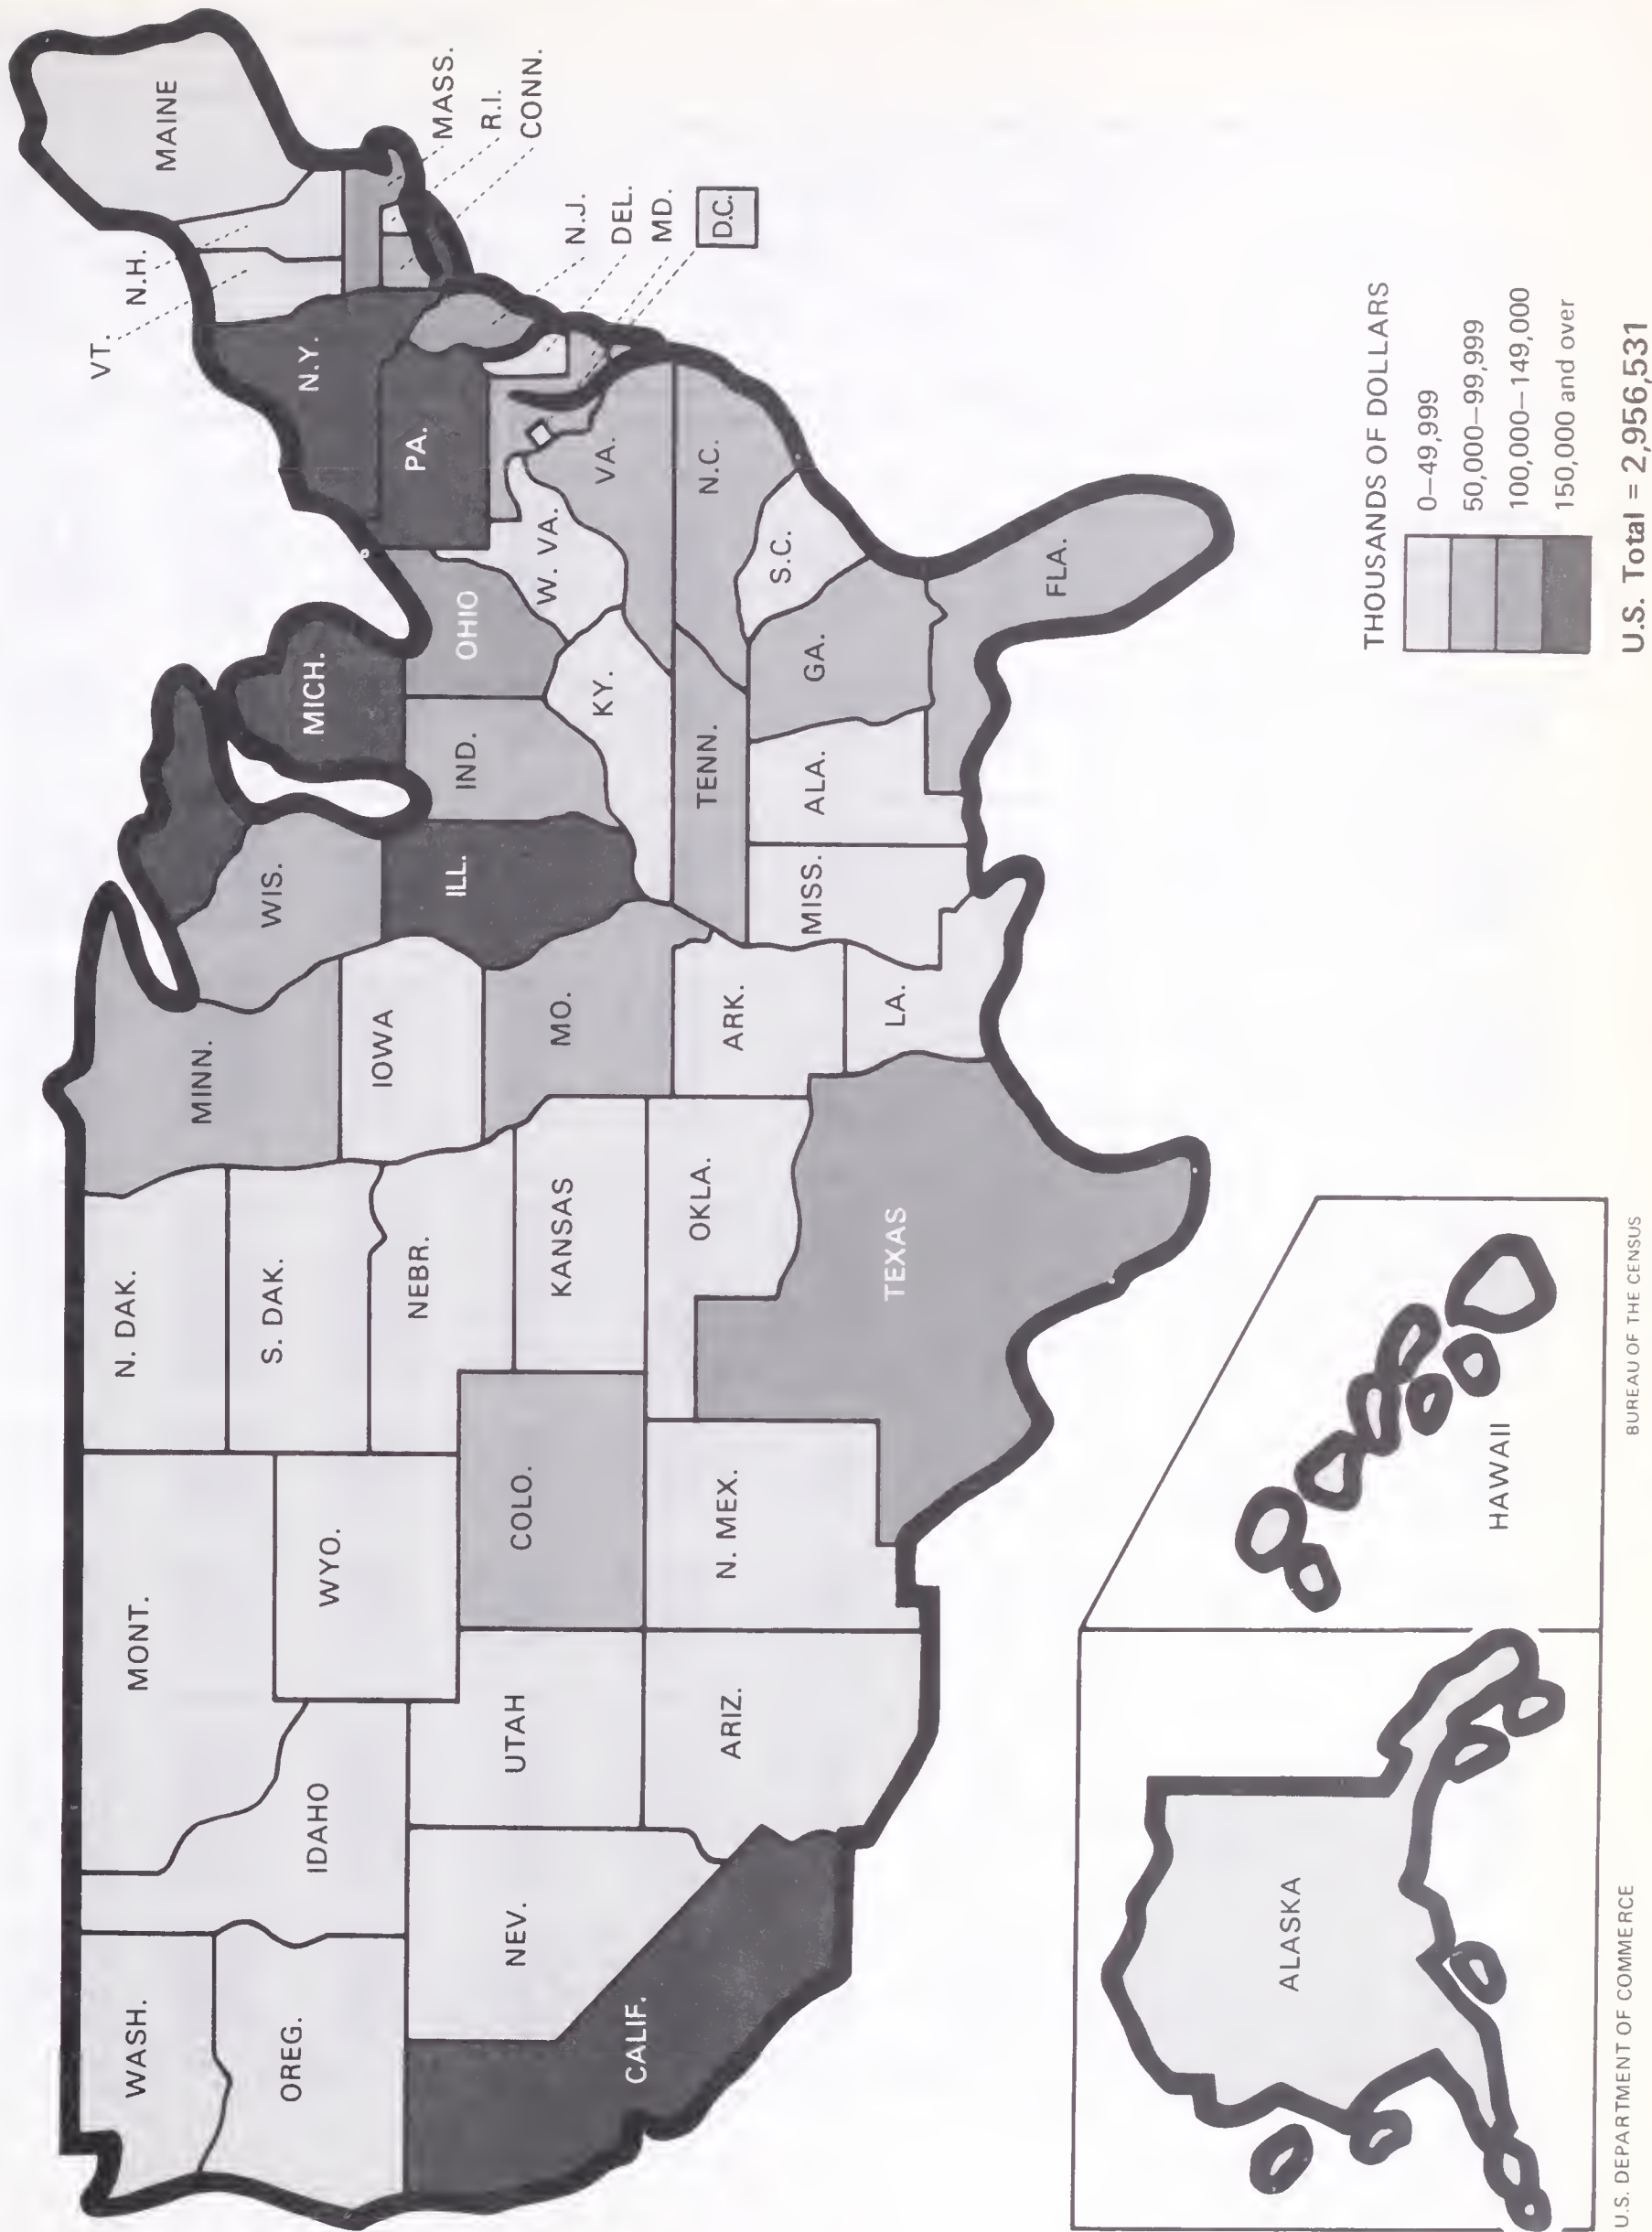 WASH.
OREG.
CALIF.
NEV.
IDAHO
MONT.
WYO.
UTAH
ARIZ.
COLO.
N. MEX.
N. DAK.
S. DAK.
NEBR.
KANSAS
OKLA.
TEXAS
MINN.
IOWA
MO.
ARK.
LA.
WIS.
ILL.
MICH.
IND.
OHIO
KY.
TENN.
MISS.
ALA.
GA.
FLA.
S.C.
N.C.
VA.
W. VA.
PA.
N.Y.
VT.
N.H.
MAINE
MASS.
R.I.
CONN.
N.J.
DEL.
MD.
D.C.
ALASKA
HAWAII
THOUSANDS OF DOLLARS
0–49,999
50,000–99,999
100,000–149,000
150,000 and over
U.S. Total = 2,956,531
U.S. DEPARTMENT OF COMMERCE
BUREAU OF THE CENSUS